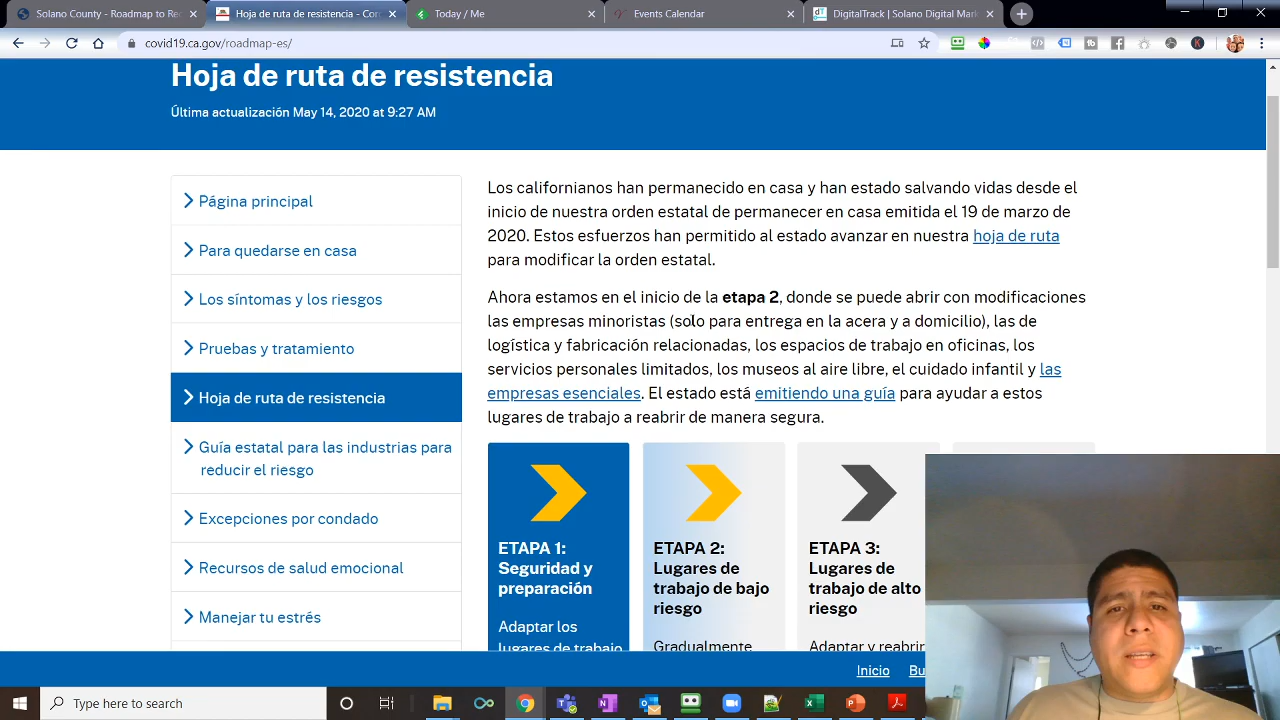 Solano County - Roadmap to Re
Hoja de ruta de resistencia - Cor
Today / Me
Events Calendar
DigitalTrack | Solano Digital Mark
covid19.ca.gov/roadmap-es/
Hoja de ruta de resistencia
Última actualización May 14, 2020 at 9:27 AM
Página principal
Para quedarse en casa
Los síntomas y los riesgos
Pruebas y tratamiento
Hoja de ruta de resistencia
Guía estatal para las industrias para
reducir el riesgo
Excepciones por condado
Recursos de salud emocional
Manejar tu estrés
Los californianos han permanecido en casa y han estado salvando vidas desde el
inicio de nuestra orden estatal de permanecer en casa emitida el 19 de marzo de
2020. Estos esfuerzos han permitido al estado avanzar en nuestra hoja de ruta
para modificar la orden estatal.
Ahora estamos en el inicio de la etapa 2, donde se puede abrir con modificaciones
las empresas minoristas (solo para entrega en la acera y a domicilio), las de
logística y fabricación relacionadas, los espacios de trabajo en oficinas, los
servicios personales limitados, los museos al aire libre, el cuidado infantil y las
empresas esenciales. El estado está emitiendo una guía para ayudar a estos
lugares de trabajo a reabrir de manera segura.
ETAPA 1:
Seguridad y
preparación
Adaptar los
lugares de trabajo
ETAPA 2:
Lugares de
trabajo de bajo
riesgo
Gradualmente
ETAPA 3:
Lugares de
trabajo de alto
riesgo
Adaptar y reabrir
Inicio
Bu
Type here to search